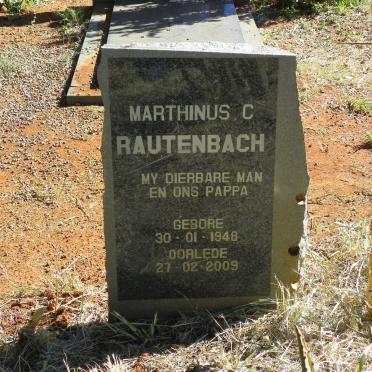 MARTHINUS C
RAUTENBACH
MY DIERBARE MAN
EN ONS PAPPA
GEBORE
30 - 01 - 1948
OORLEDE
27 - 02 - 2009